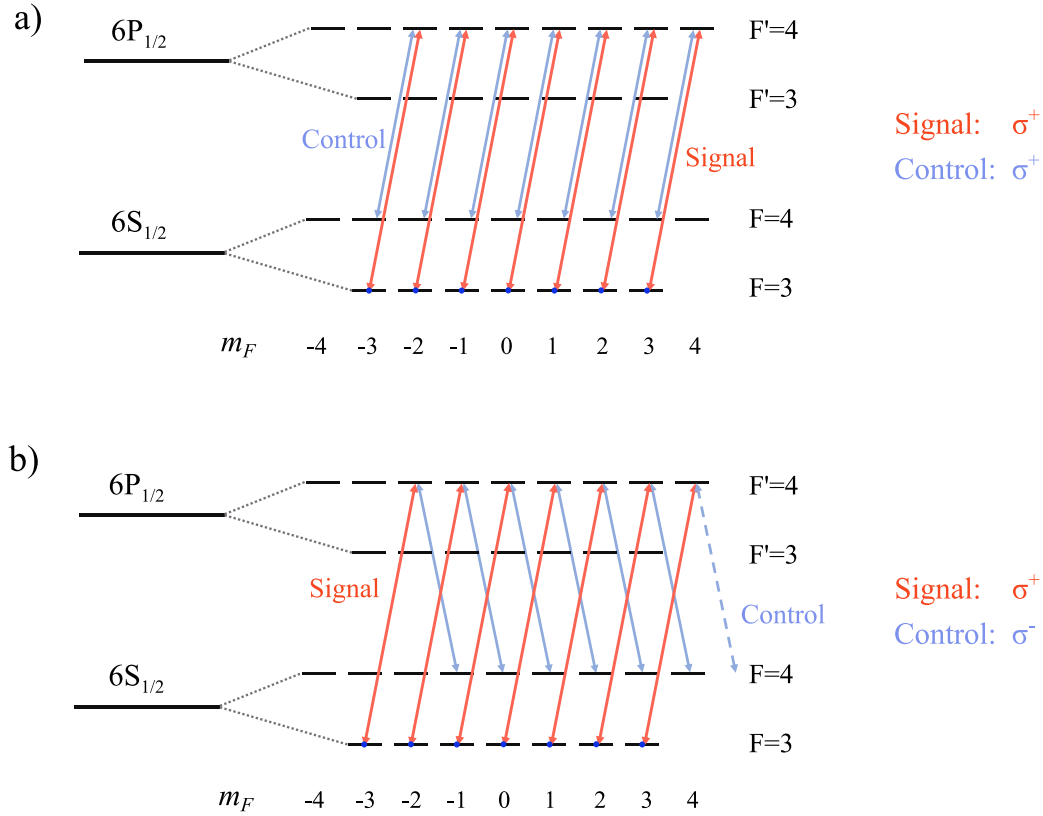 a)
6P1/2
F'=4
F'=3
Control
Signal
Signal: σ+
Control: σ+
6S1/2
F=4
F=3
mF -4 -3 -2 -1 0 1 2 3 4
b)
6P1/2
F'=4
F'=3
Signal
Control
Signal: σ+
Control: σ-
6S1/2
F=4
F=3
mF -4 -3 -2 -1 0 1 2 3 4